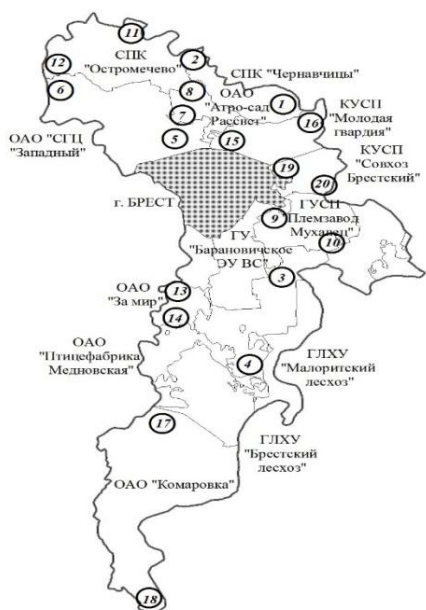 11
СПК
"Остромечево"
2
СПК "Чернавчицы"
12
6
8
ОАО
"Агро-сад
Рассвет"
7
1
16
КУСП
"Молодая
гвардия"
ОАО "СГЦ
"Западный"
5
15
КУСП
"Совхоз
Брестский"
19
20
г. БРЕСТ
ГУСП
"Племзавод
Мухавец"
9
10
ГУ
"Барановичское
ЭУ ВС"
3
ОАО
"За мир"
13
14
ОАО
"Птицефабрика
Медновская"
4
ГЛХУ
"Малоритский
лесхоз"
17
ГЛХУ
"Брестский
лесхоз"
ОАО "Комаровка"
18